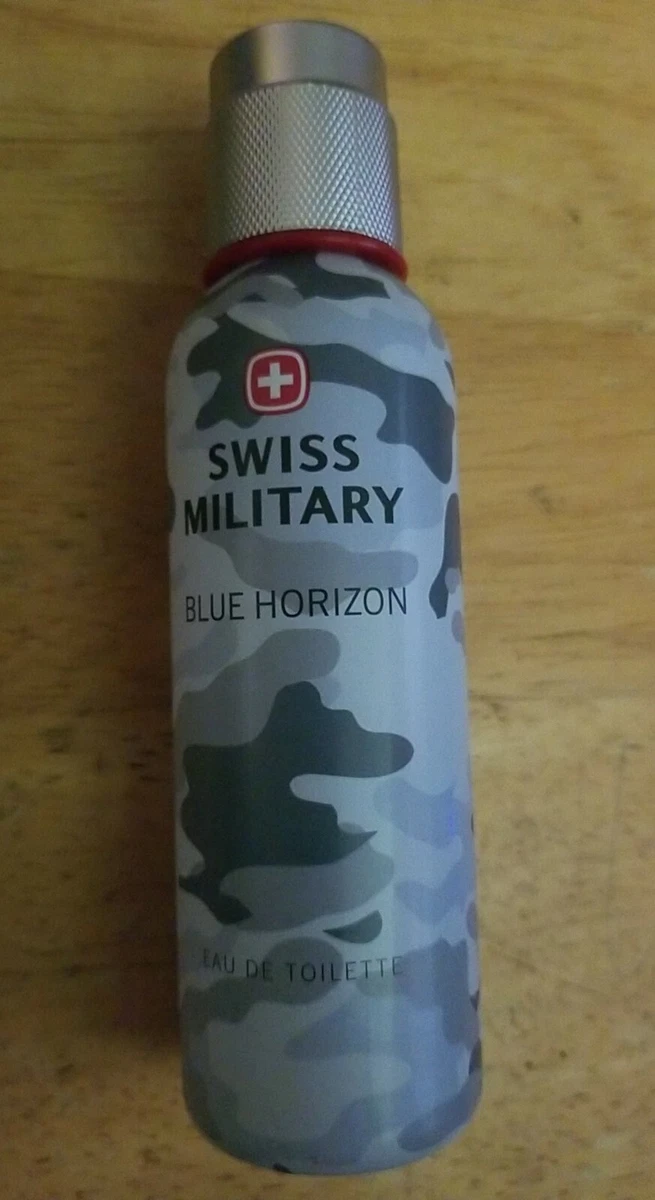 SWISS
MILITARY
BLUE HORIZON
EAU DE TOILETTE